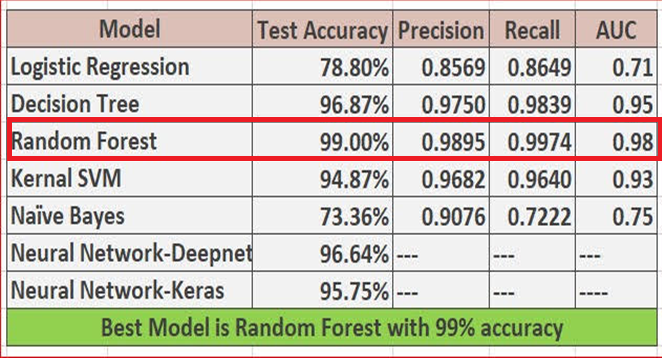 Model Test Accuracy Precision Recall AUC
Logistic Regression 78.80% 0.8569 0.8649 0.71
Decision Tree 96.87% 0.9750 0.9839 0.95
Random Forest 99.00% 0.9895 0.9974 0.98
Kernal SVM 94.87% 0.9682 0.9640 0.93
Naïve Bayes 73.36% 0.9076 0.7222 0.75
Neural Network-Deepnet 96.64% --- --- ---
Neural Network-Keras 95.75% --- --- ----
Best Model is Random Forest with 99% accuracy